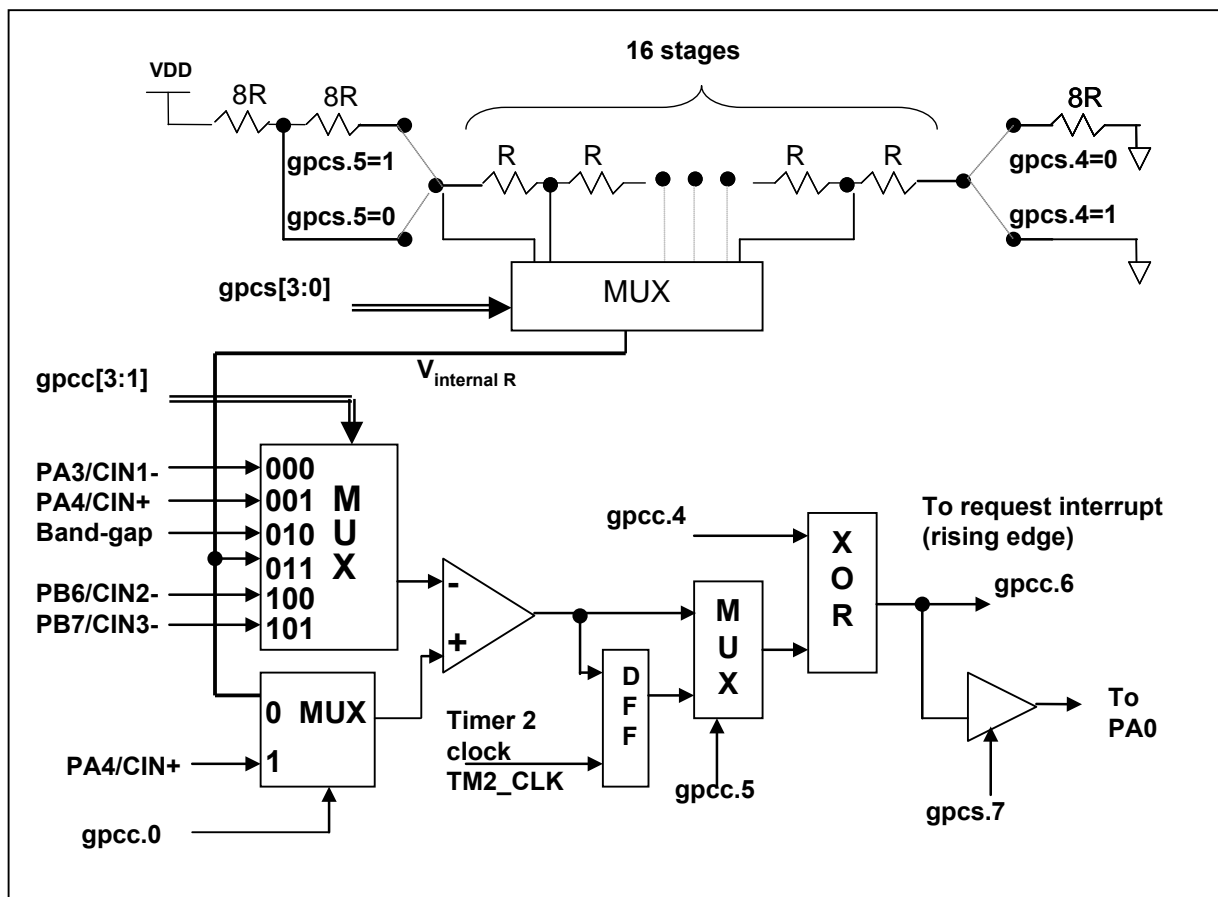 16 stages
VDD
8R
8R
8R
gpcs.5=1
R
R
R
R
gpcs.4=0
gpcs.5=0
gpcs.4=1
gpcs[3:0]
MUX
Vinternal R
gpcc[3:1]
PA3/CIN1-
000
PA4/CIN+
001
Band-gap
010
011
PB6/CIN2-
100
PB7/CIN3-
101
M
U
X
-
+
gpcc.4
X
O
R
To request interrupt
(rising edge)
gpcc.6
M
U
X
D
F
F
0 MUX
1
PA4/CIN+
gpcc.0
Timer 2
clock
TM2_CLK
gpcc.5
To
PA0
gpcs.7